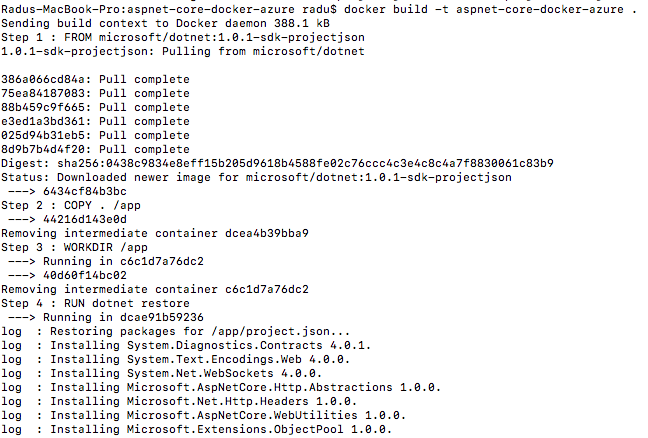 Radus-MacBook-Pro:aspnet-core-docker-azure radu$ docker build -t aspnet-core-docker-azure .
Sending build context to Docker daemon 388.1 kB
Step 1 : FROM microsoft/dotnet:1.0.1-sdk-projectjson
1.0.1-sdk-projectjson: Pulling from microsoft/dotnet
386a066cd84a: Pull complete
75ea84187083: Pull complete
88b459c9f665: Pull complete
e3ed1a3bd361: Pull complete
025d94b31eb5: Pull complete
8d9b7b4d4f20: Pull complete
Digest: sha256:0438c9834e8eff15b205d9618b4588fe02c76ccc4c3e4c8c4a7f8830061c83b9
Status: Downloaded newer image for microsoft/dotnet:1.0.1-sdk-projectjson
---> 6434cf84b3bc
Step 2 : COPY . /app
---> 44216d143e0d
Removing intermediate container dcea4b39bba9
Step 3 : WORKDIR /app
---> Running in c6c1d7a76dc2
---> 40d60f14bc02
Removing intermediate container c6c1d7a76dc2
Step 4 : RUN dotnet restore
---> Running in dcae91b59236
log  : Restoring packages for /app/project.json...
log  : Installing System.Diagnostics.Contracts 4.0.1.
log  : Installing System.Text.Encodings.Web 4.0.0.
log  : Installing System.Net.WebSockets 4.0.0.
log  : Installing Microsoft.AspNetCore.Http.Abstractions 1.0.0.
log  : Installing Microsoft.Net.Http.Headers 1.0.0.
log  : Installing Microsoft.AspNetCore.WebUtilities 1.0.0.
log  : Installing Microsoft.Extensions.ObjectPool 1.0.0.